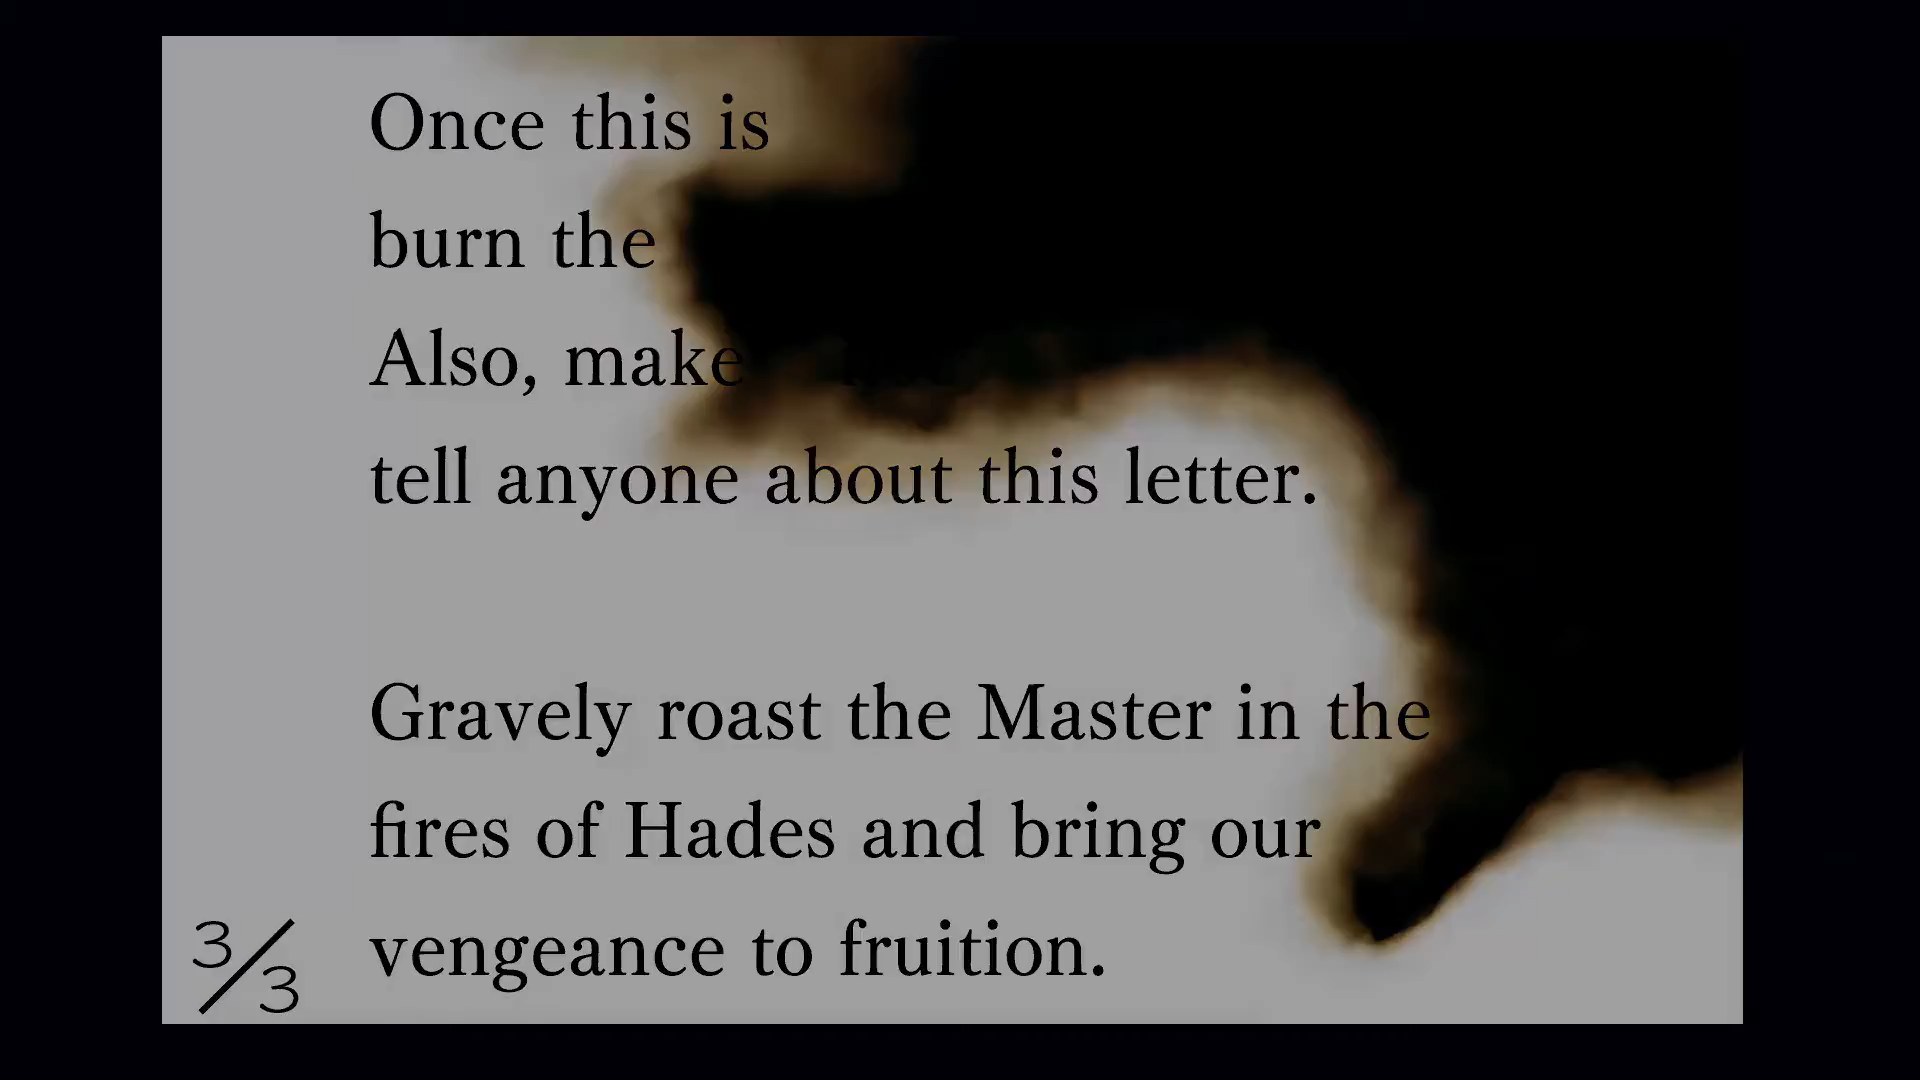 Once this is
burn the
Also, make
tell anyone about this letter.
Gravely roast the Master in the
fires of Hades and bring our
vengeance to fruition.
3/3